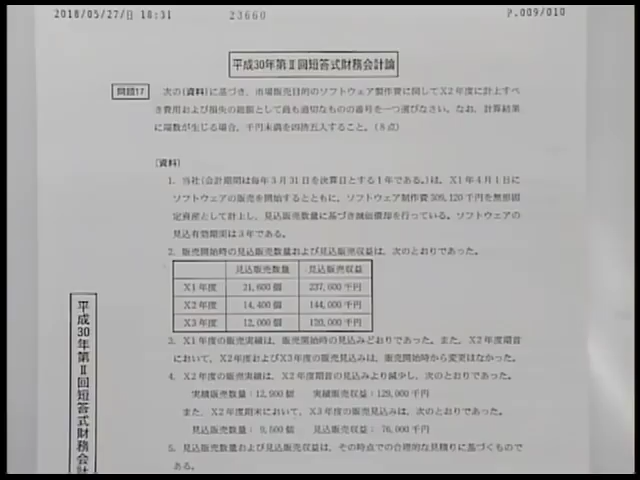 2018/05/27/日 18:31 23660 P.009/010
平成30年第Ⅱ回短答式財務会計論
問題17 次の(資料)に基づき、市場販売目的のソフトウェア製作費に関してX2年度に計上すべ
き費用および損失の総額として最も適切なものの番号を一つ選びなさい。なお、計算結果
に端数が生じる場合、千円未満を四捨五入すること。(8点)
(資料)
1. 当社(会計期間は毎年3月31日を決算日とする1年である。)は、X1年4月1日に
ソフトウェアの販売を開始するとともに、ソフトウェア制作費309,120千円を無形固
定資産として計上し、見込販売数量に基づき減価償却を行っている。ソフトウェアの
見込有効期間は3年である。
2. 販売開始時の見込販売数量および見込販売収益は、次のとおりであった。
見込販売数量 見込販売収益
X1年度 21,600個 237,600千円
X2年度 14,400個 144,000千円
X3年度 12,000個 120,000千円
3. X1年度の販売実績は、販売開始時の見込みどおりであった。また、X2年度期首
において、X2年度およびX3年度の販売見込みは、販売開始時から変更はなかった。
4. X2年度の販売実績は、X2年度期首の見込みより減少し、次のとおりであった。
実績販売数量：12,900個 実績販売収益：129,000千円
また、X2年度期末において、X3年度の販売見込みは、次のとおりであった。
見込販売数量：9,500個 見込販売収益：76,000千円
5. 見込販売数量および見込販売収益は、その時点での合理的な見積りに基づくもので
ある。
平成30年第Ⅱ回短答式財務会計